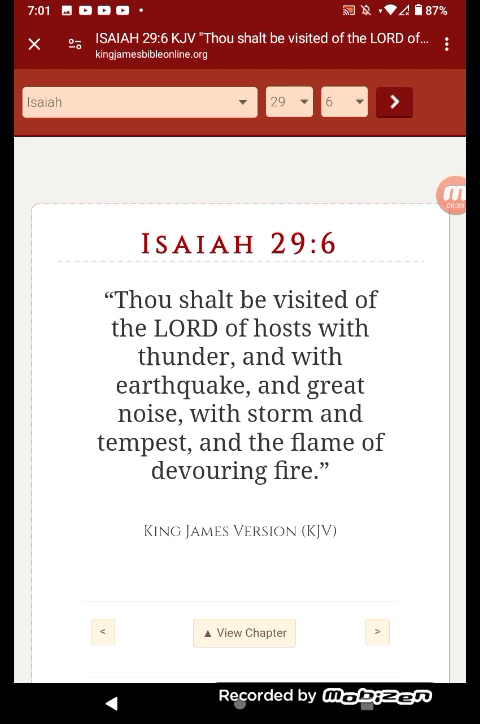 7:01 87%
ISAIAH 29:6 KJV "Thou shalt be visited of the LORD of...
kingjamesbibleonline.org
Isaiah 29 6
06:39
ISAIAH 29:6
“Thou shalt be visited of
the LORD of hosts with
thunder, and with
earthquake, and great
noise, with storm and
tempest, and the flame of
devouring fire.”
KING JAMES VERSION (KJV)
< ▲ View Chapter >
Recorded by mobizen